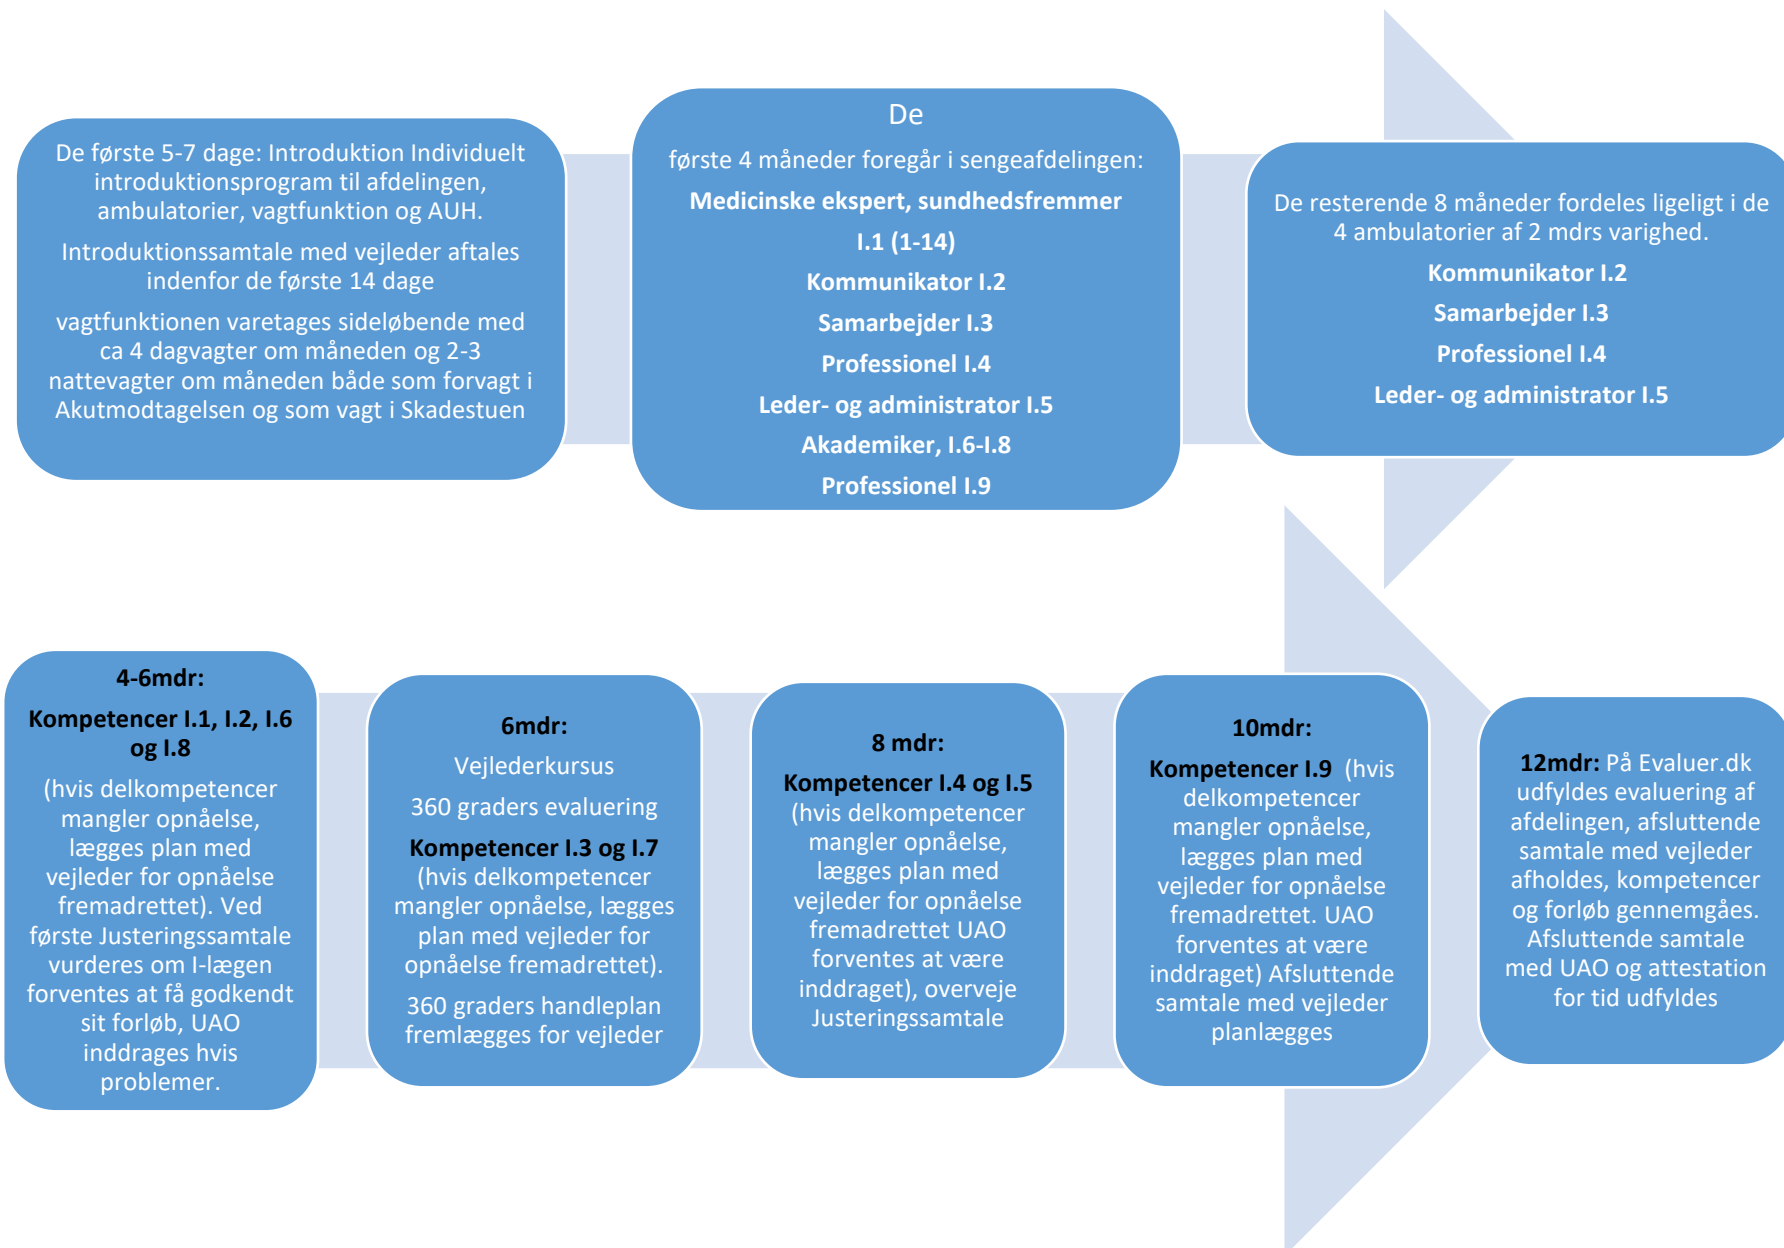 De første 5-7 dage: Introduktion Individuelt
introduktionsprogram til afdelingen,
ambulatorier, vagtfunktion og AUH.
Introduktionssamtale med vejleder aftales
indenfor de første 14 dage
vagtfunktionen varetages sideløbende med
ca 4 dagvagter om måneden og 2-3
nattevagter om måneden både som forvagt i
Akutmodtagelsen og som vagt i Skadestuen
De
første 4 måneder foregår i sengeafdelingen:
Medicinske ekspert, sundhedsfremmer
I.1 (1-14)
Kommunikator I.2
Samarbejder I.3
Professionel I.4
Leder- og administrator I.5
Akademiker, I.6-I.8
Professionel I.9
De resterende 8 måneder fordeles ligeligt i de
4 ambulatorier af 2 mdrs varighed.
Kommunikator I.2
Samarbejder I.3
Professionel I.4
Leder- og administrator I.5
4-6mdr:
Kompetencer I.1, I.2, I.6
og I.8
(hvis delkompetencer
mangler opnåelse,
lægges plan med
vejleder for opnåelse
fremadrettet). Ved
første Justeringssamtale
vurderes om I-lægen
forventes at få godkendt
sit forløb, UAO
inddrages hvis
problemer.
6mdr:
Vejlederkursus
360 graders evaluering
Kompetencer I.3 og I.7
(hvis delkompetencer
mangler opnåelse, lægges
plan med vejleder for
opnåelse fremadrettet).
360 graders handleplan
fremlægges for vejleder
8 mdr:
Kompetencer I.4 og I.5
(hvis delkompetencer
mangler opnåelse,
lægges plan med
vejleder for opnåelse
fremadrettet UAO
forventes at være
inddraget), overveje
Justeringssamtale
10mdr:
Kompetencer I.9 (hvis
delkompetencer
mangler opnåelse,
lægges plan med
vejleder for opnåelse
fremadrettet. UAO
forventes at være
inddraget) Afsluttende
samtale med vejleder
planlægges
12mdr: På Evaluer.dk
udfyldes evaluering af
afdelingen, afsluttende
samtale med vejleder
afholdes, kompetencer
og forløb gennemgåes.
Afsluttende samtale
med UAO og attestation
for tid udfyldes